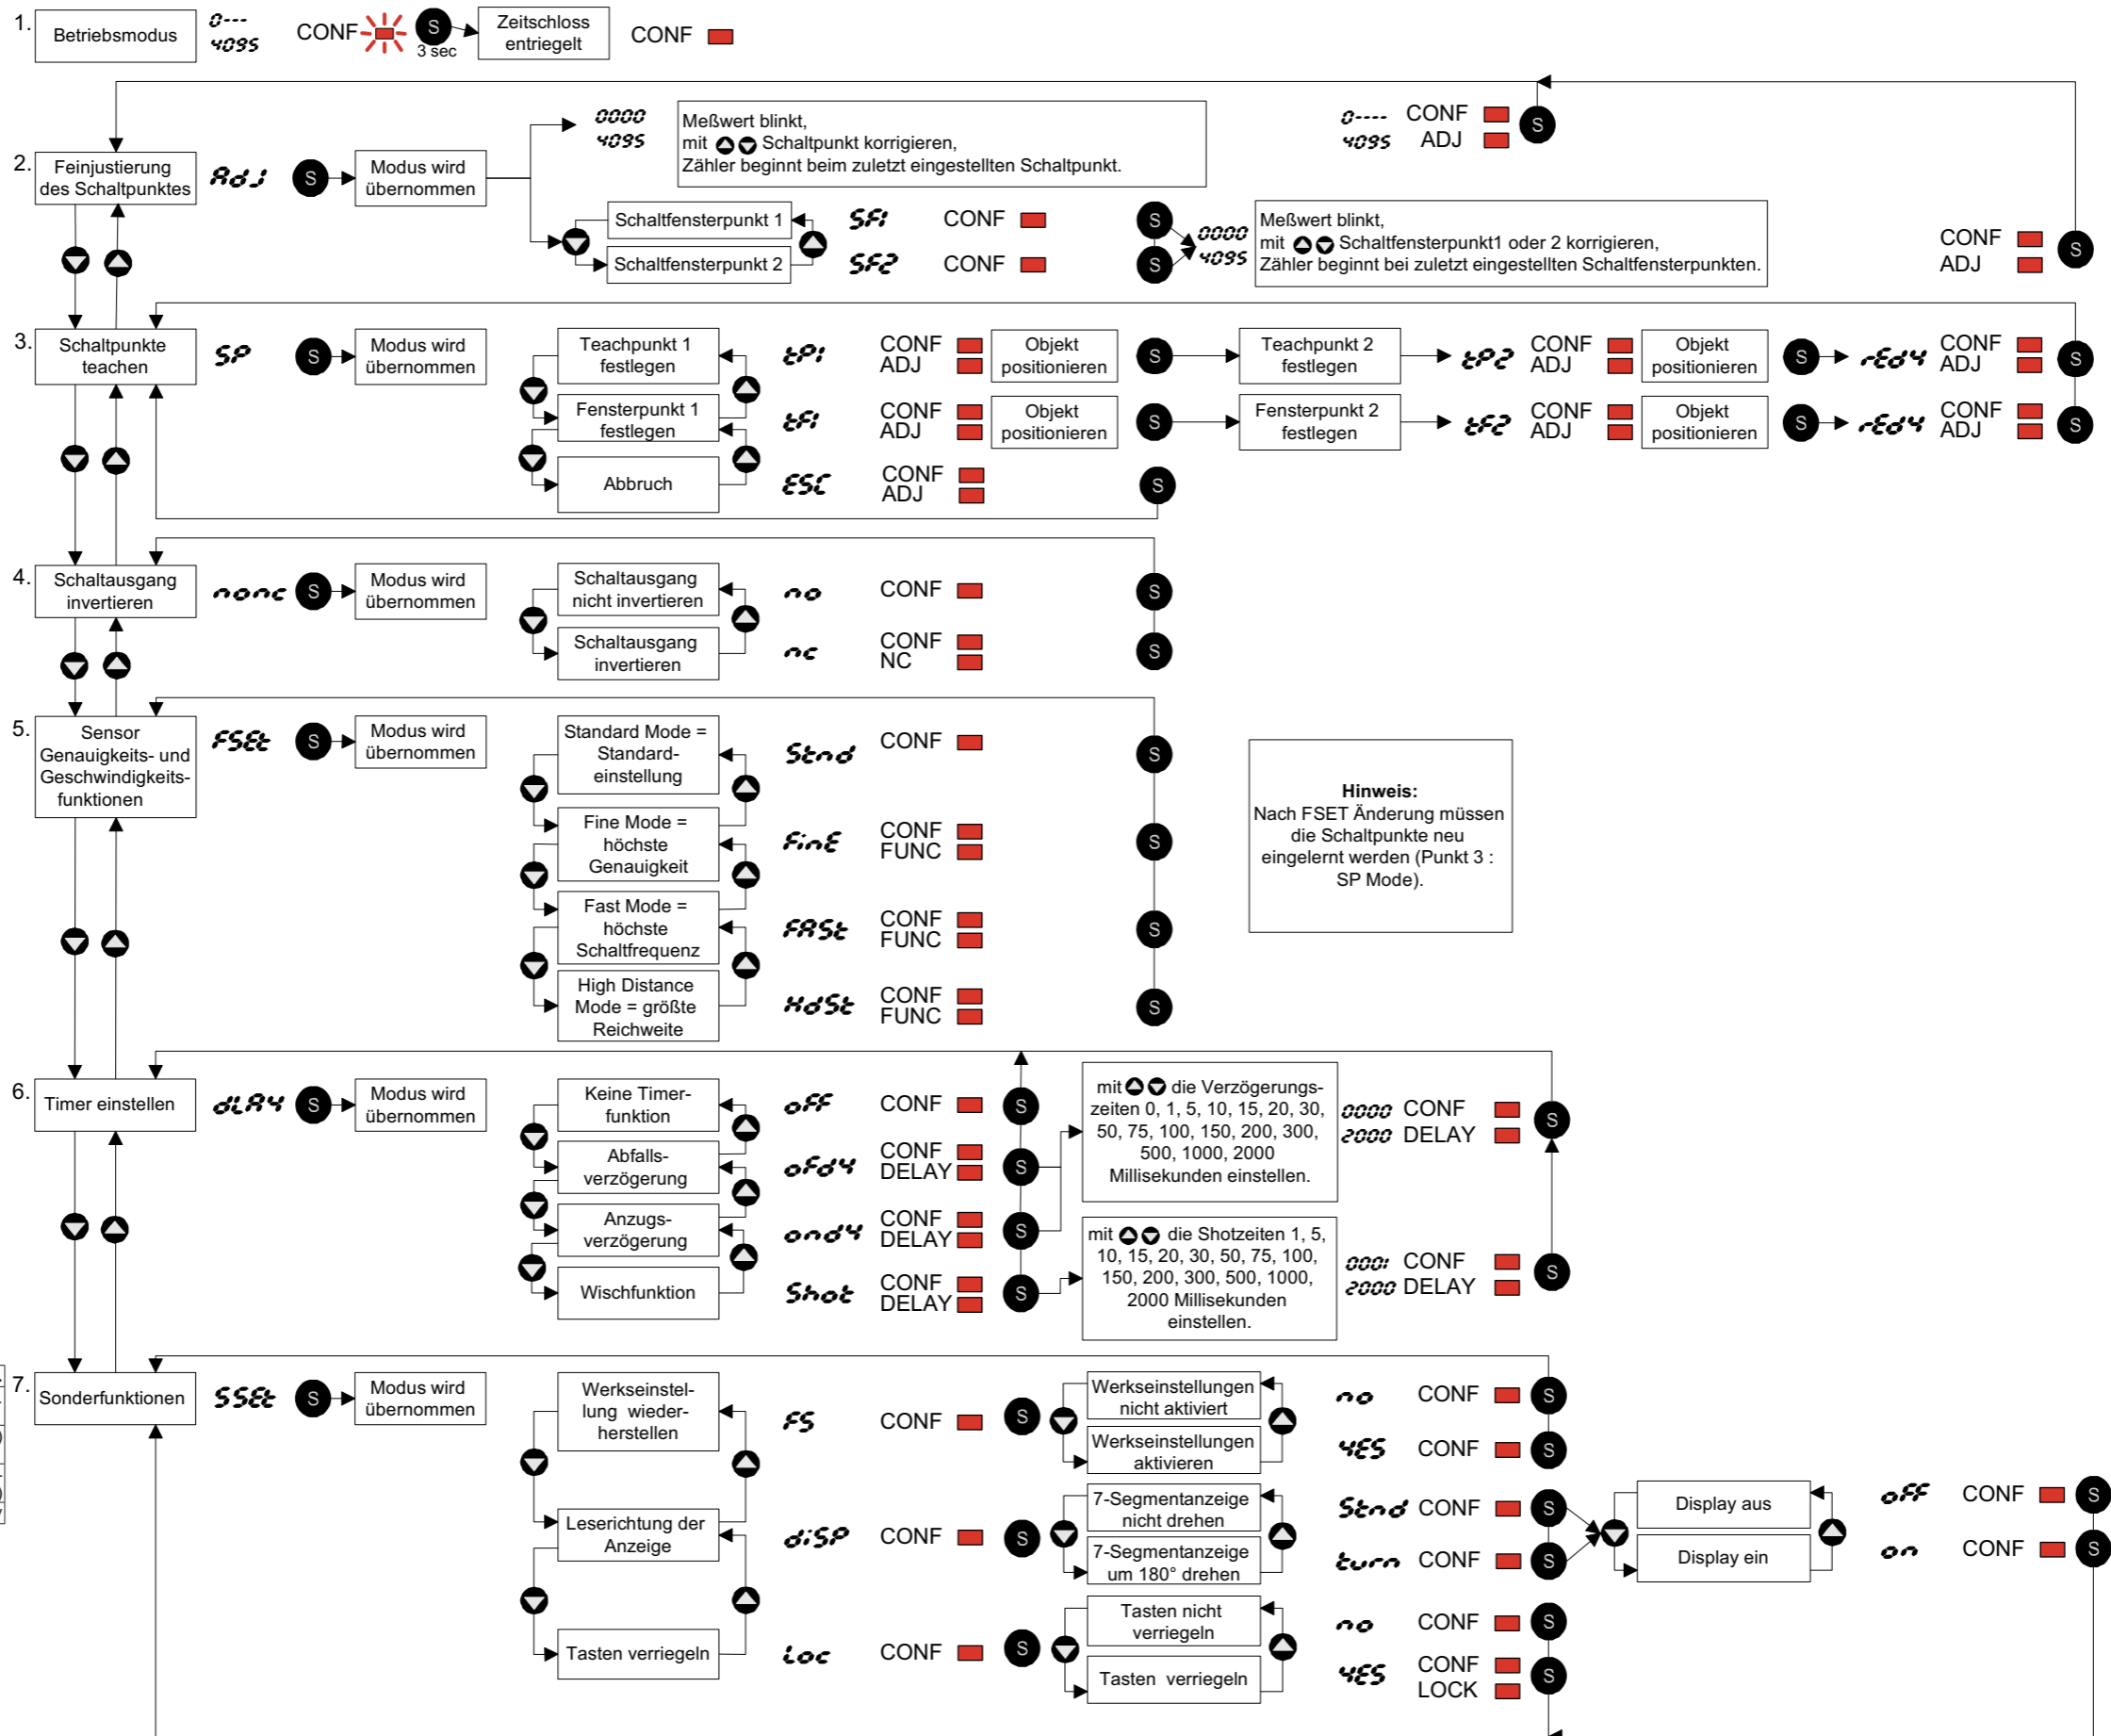 1.
Betriebsmodus
0---
4095
CONF
S
3 sec
Zeitschloss
entriegelt
CONF
2.
Feinjustierung
des Schaltpunktes
AdJ
S
Modus wird
übernommen
0000
4095
Meßwert blinkt,
mit Schaltpunkt korrigieren,
Zähler beginnt beim zuletzt eingestellten Schaltpunkt.
0----
4095
CONF
ADJ
S
Schaltfensterpunkt 1
SF1
CONF
S
Schaltfensterpunkt 2
SF2
CONF
S
0000
4095
Meßwert blinkt,
mit Schaltfensterpunkt1 oder 2 korrigieren,
Zähler beginnt bei zuletzt eingestellten Schaltfensterpunkten.
CONF
ADJ
S
3.
Schaltpunkte
teachen
SP
S
Modus wird
übernommen
Teachpunkt 1
festlegen
tP1
CONF
ADJ
Objekt
positionieren
S
Teachpunkt 2
festlegen
tP2
CONF
ADJ
Objekt
positionieren
S
rEdY
CONF
ADJ
S
Fensterpunkt 1
festlegen
tF1
CONF
ADJ
Objekt
positionieren
S
Fensterpunkt 2
festlegen
tF2
CONF
ADJ
Objekt
positionieren
S
rEdY
CONF
ADJ
S
Abbruch
ESC
CONF
ADJ
S
4.
Schaltausgang
invertieren
nonc
S
Modus wird
übernommen
Schaltausgang
nicht invertieren
no
CONF
S
Schaltausgang
invertieren
nc
CONF
NC
S
5.
Sensor
Genauigkeits- und
Geschwindigkeits-
funktionen
FSEt
S
Modus wird
übernommen
Standard Mode =
Standard-
einstellung
Stnd
CONF
S
Fine Mode =
höchste
Genauigkeit
FinE
CONF
FUNC
S
Fast Mode =
höchste
Schaltfrequenz
FASt
CONF
FUNC
S
High Distance
Mode = größte
Reichweite
HdSt
CONF
FUNC
S
Hinweis:
Nach FSET Änderung müssen
die Schaltpunkte neu
eingelernt werden (Punkt 3 :
SP Mode).
6.
Timer einstellen
dLAY
S
Modus wird
übernommen
Keine Timer-
funktion
oFF
CONF
S
Abfalls-
verzögerung
oFdY
CONF
DELAY
S
Anzugs-
verzögerung
ondY
CONF
DELAY
S
Wischfunktion
Shot
CONF
DELAY
S
mit die Verzögerungs-
zeiten 0, 1, 5, 10, 15, 20, 30,
50, 75, 100, 150, 200, 300,
500, 1000, 2000
Millisekunden einstellen.
0000
2000
CONF
DELAY
S
mit die Shotzeiten 1, 5,
10, 15, 20, 30, 50, 75, 100,
150, 200, 300, 500, 1000,
2000 Millisekunden
einstellen.
0001
2000
CONF
DELAY
S
7.
Sonderfunktionen
SSEt
S
Modus wird
übernommen
Werkseinstel-
lung wieder-
herstellen
FS
CONF
S
Werkseinstellungen
nicht aktiviert
no
CONF
S
Werkseinstellungen
aktivieren
YES
CONF
S
Leserichtung der
Anzeige
diSP
CONF
S
7-Segmentanzeige
nicht drehen
Stnd
CONF
S
7-Segmentanzeige
um 180° drehen
turn
CONF
S
Display aus
oFF
CONF
S
Display ein
on
CONF
S
Tasten verriegeln
Loc
CONF
S
Tasten nicht
verriegeln
no
CONF
S
Tasten verriegeln
YES
CONF
LOCK
S